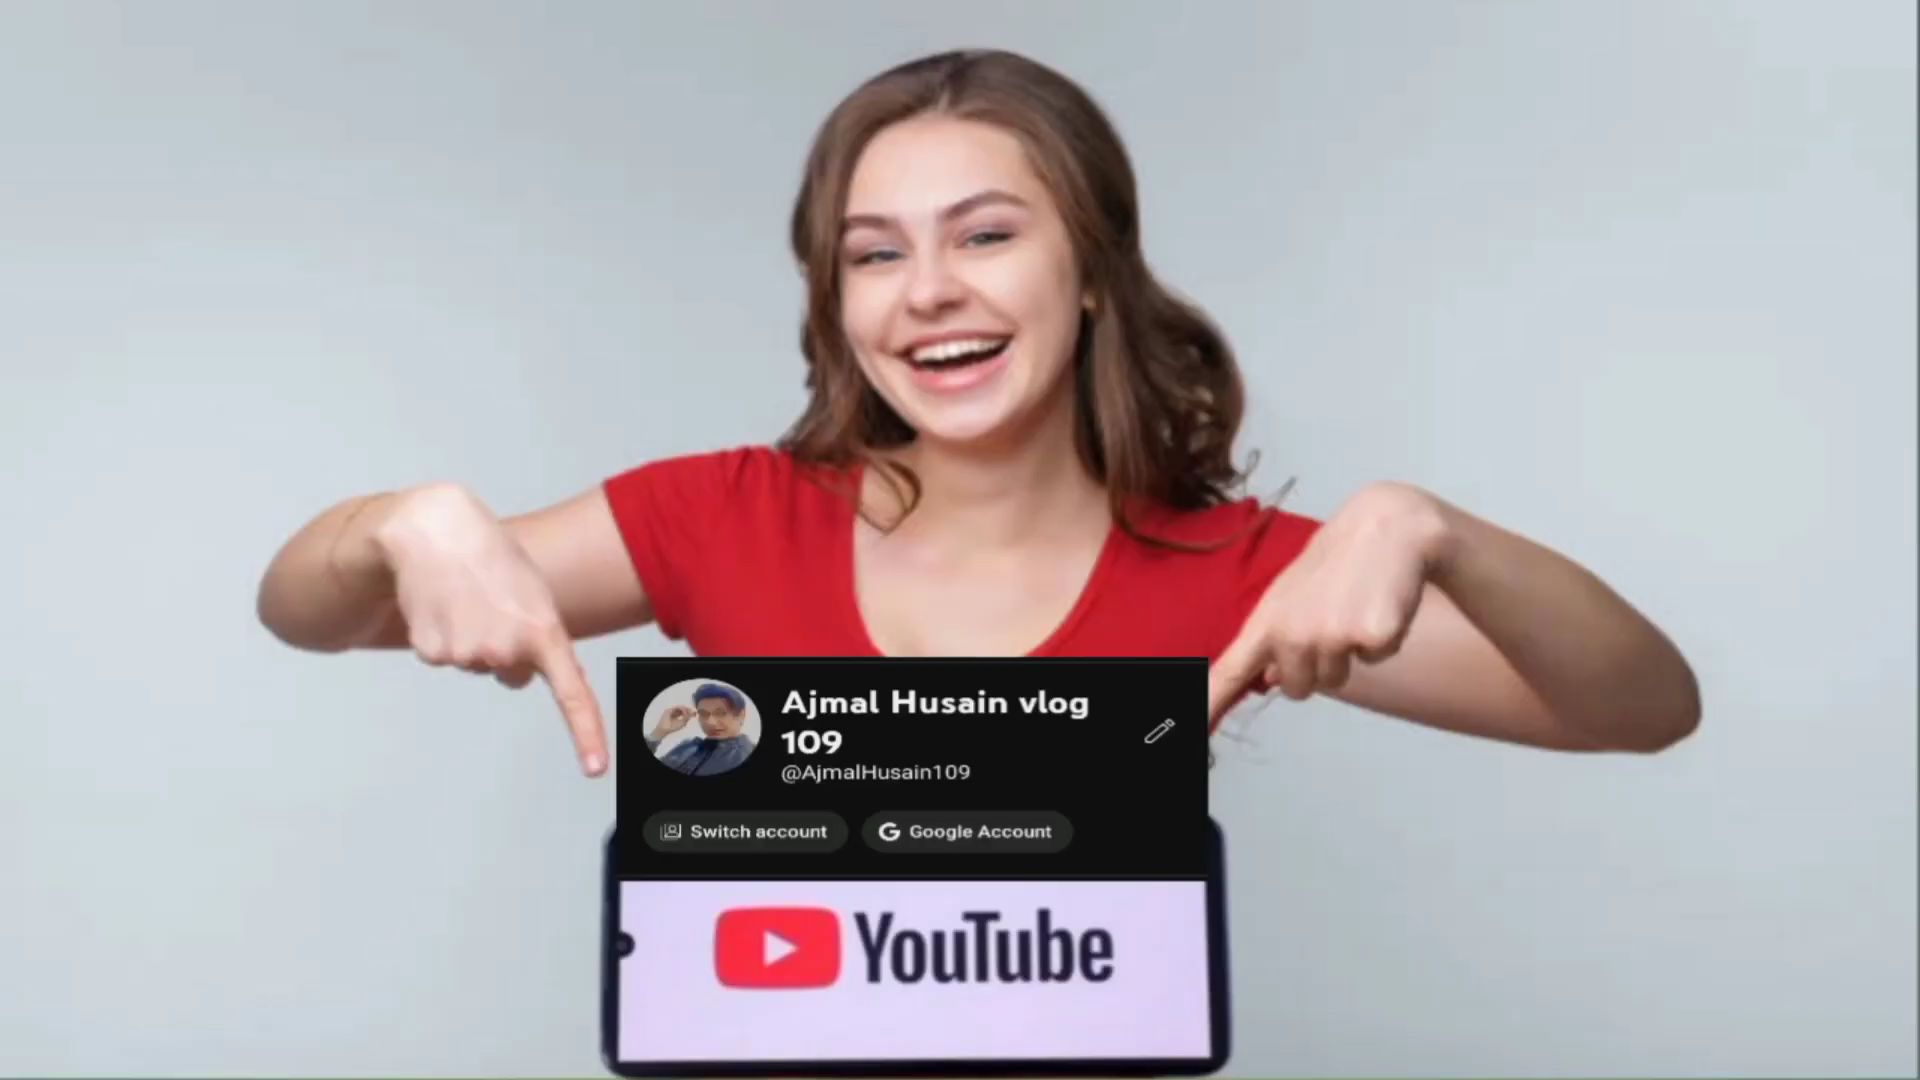 Ajmal Husain vlog
109
@AjmalHusain109
Switch account
Google Account
YouTube